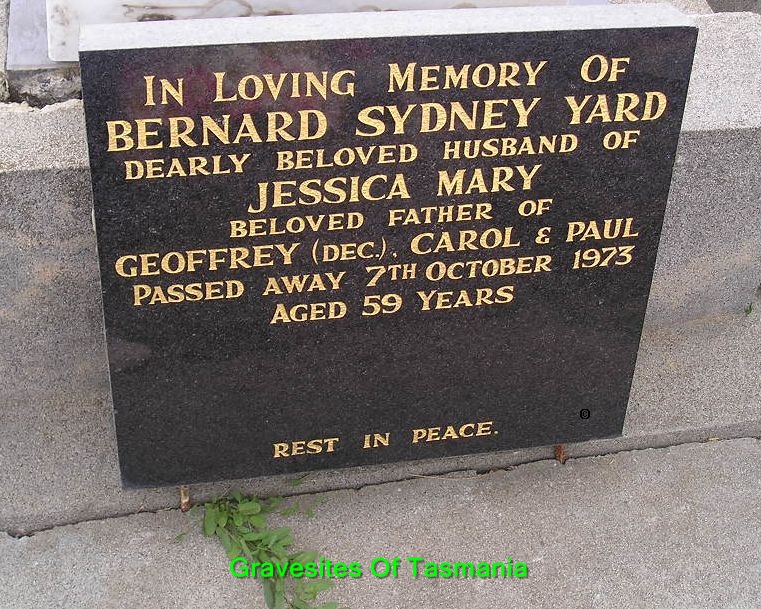 IN LOVING MEMORY OF
BERNARD SYDNEY YARD
DEARLY BELOVED HUSBAND OF
JESSICA MARY
BELOVED FATHER OF
GEOFFREY (DEC.), CAROL & PAUL
PASSED AWAY 7TH OCTOBER 1973
AGED 59 YEARS
REST IN PEACE.
Gravesites Of Tasmania